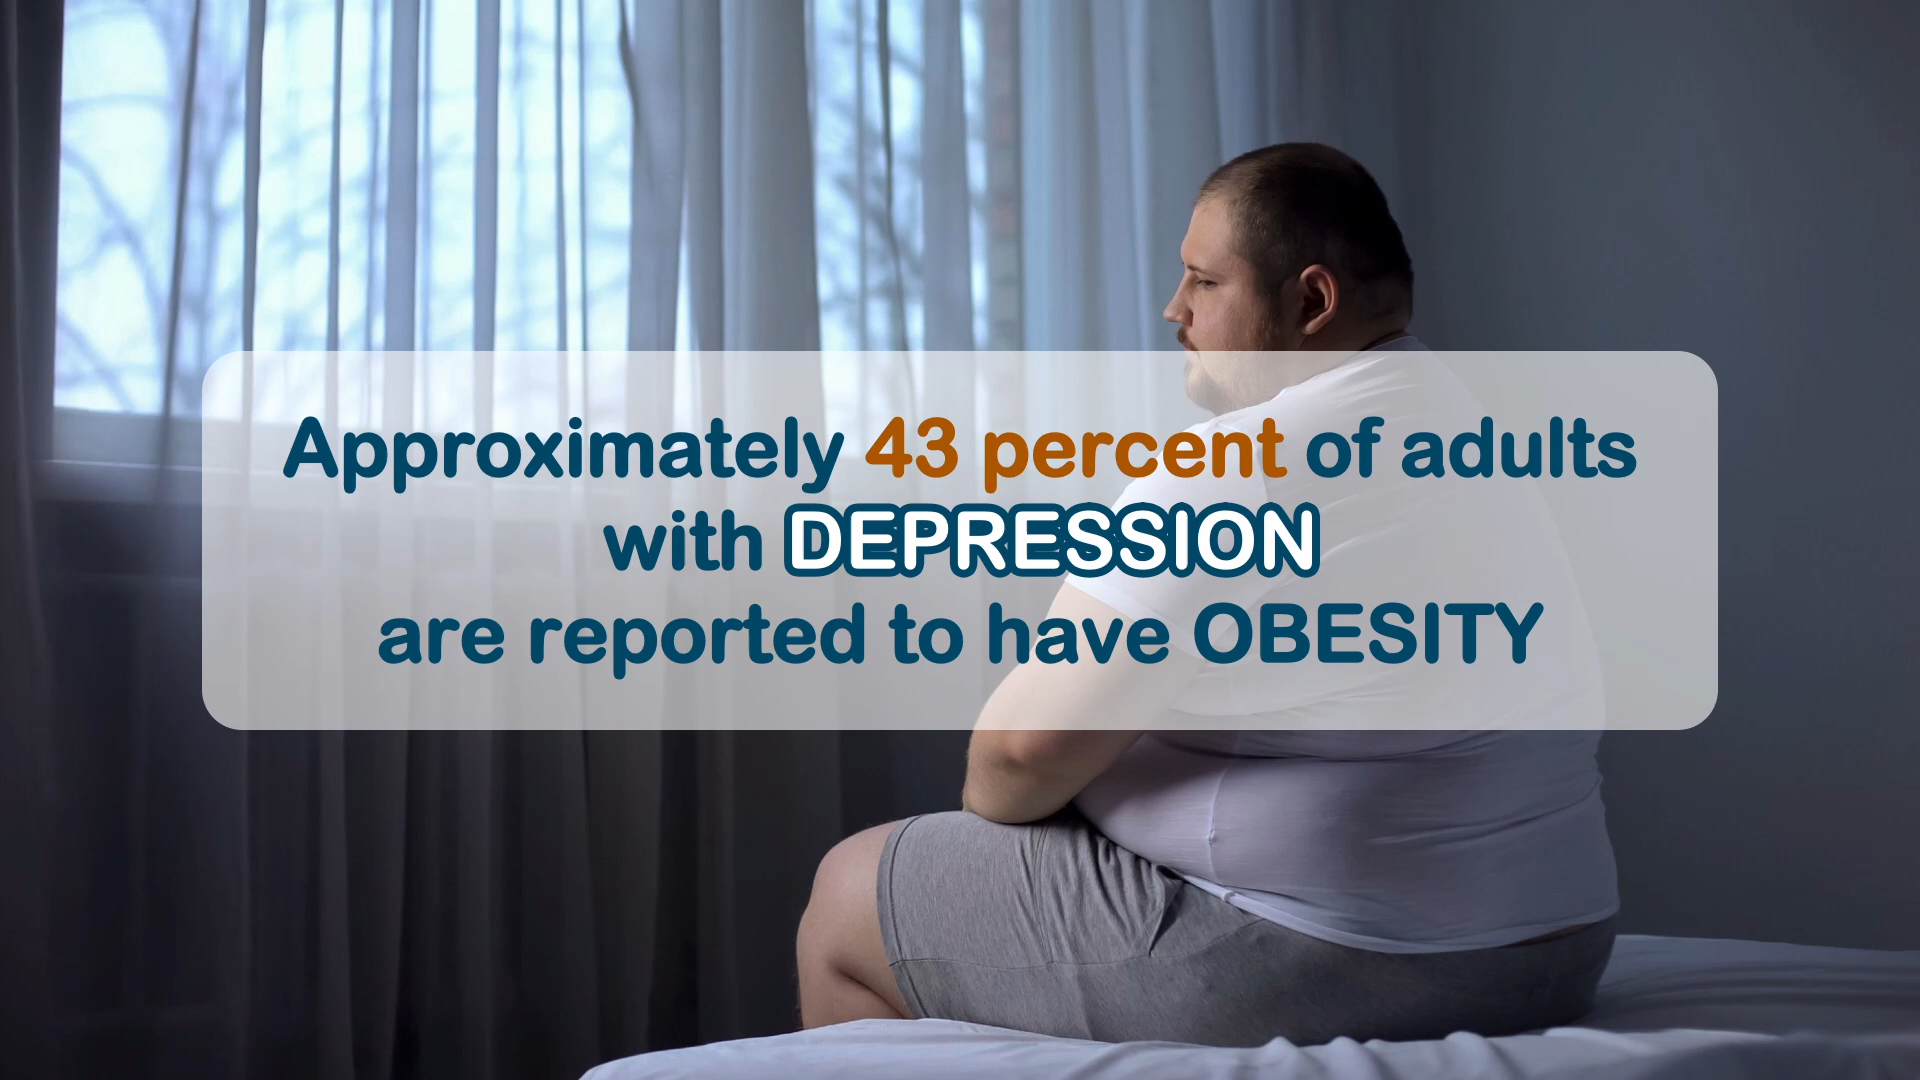 Approximately 43 percent of adults
with DEPRESSION
are reported to have OBESITY